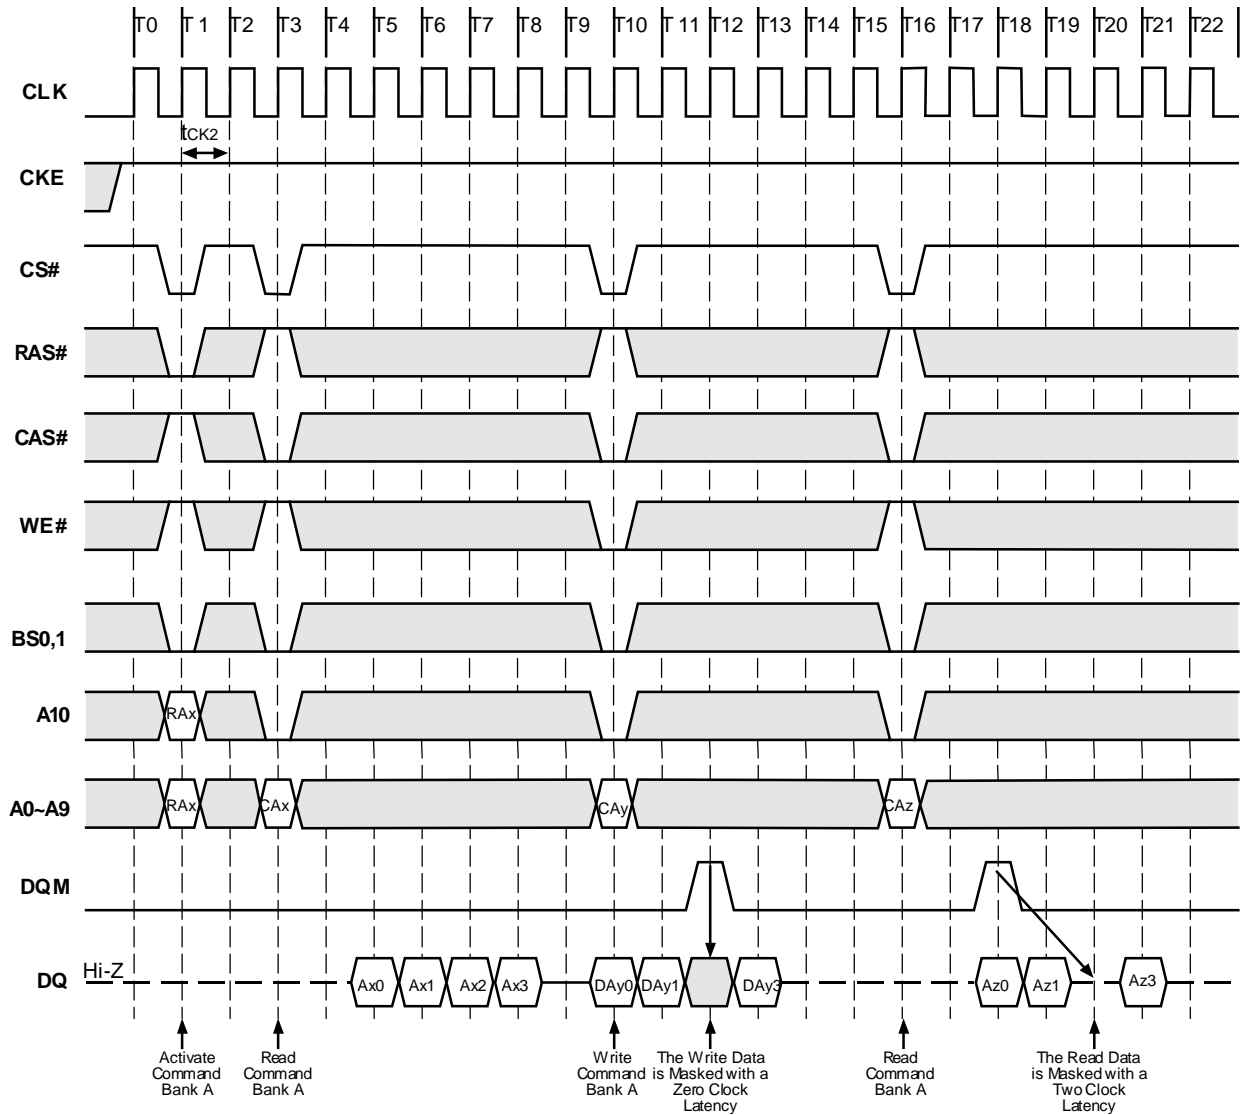 T0 T1 T2 T3 T4 T5 T6 T7 T8 T9 T10 T11 T12 T13 T14 T15 T16 T17 T18 T19 T20 T21 T22
CLK
tCK2
CKE
CS#
RAS#
CAS#
WE#
BS0,1
A10
RAx
A0~A9
RAx CAx CAy CAz
DQM
DQ
Hi-Z
Ax0 Ax1 Ax2 Ax3 DAy0 DAy1 DAy3 Az0 Az1 Az3
Activate
Command
Bank A
Read
Command
Bank A
Write
Command
Bank A
The Write Data
is Masked with a
Zero Clock
Latency
Read
Command
Bank A
The Read Data
is Masked with a
Two Clock
Latency